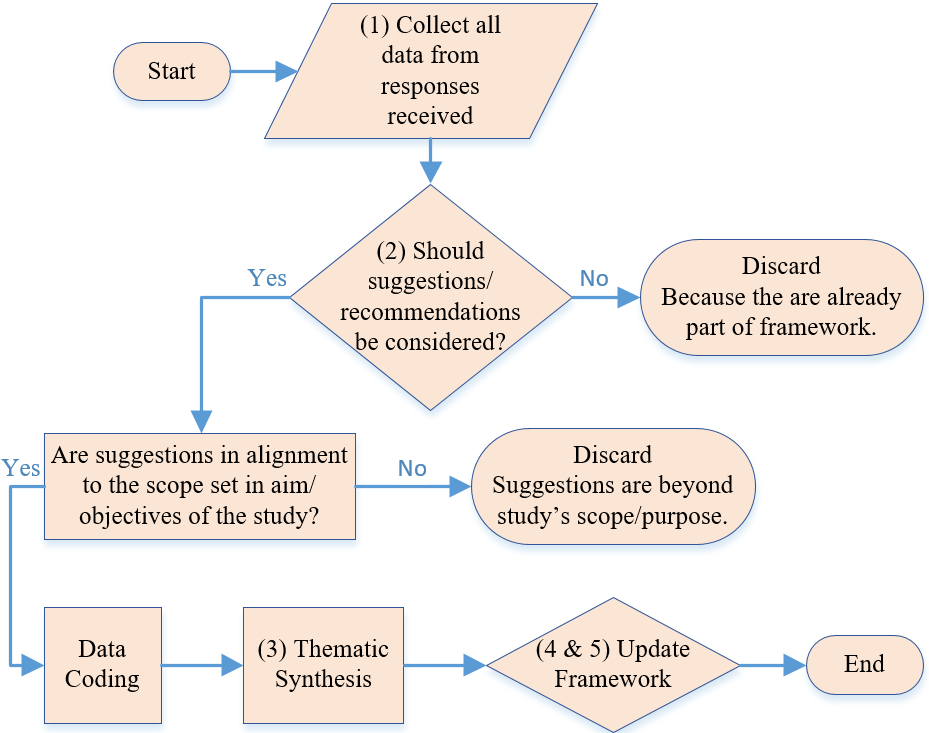 Start
(1) Collect all
data from
responses
received
(2) Should
suggestions/
recommendations
be considered?
Yes
No
Discard
Because the are already
part of framework.
Are suggestions in alignment
to the scope set in aim/
objectives of the study?
Yes
No
Discard
Suggestions are beyond
study’s scope/purpose.
Data
Coding
(3) Thematic
Synthesis
(4 & 5) Update
Framework
End